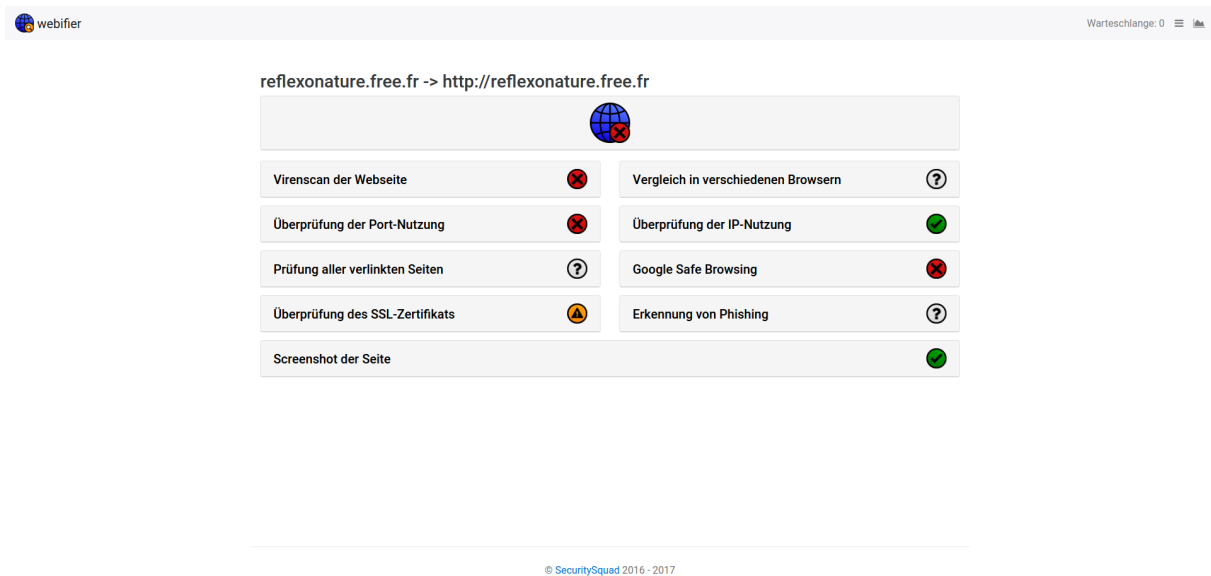 webifier
Warteschlange: 0
reflexonature.free.fr -> http://reflexonature.free.fr
Virenscan der Webseite
Vergleich in verschiedenen Browsern
Überprüfung der Port-Nutzung
Überprüfung der IP-Nutzung
Prüfung aller verlinkten Seiten
Google Safe Browsing
Überprüfung des SSL-Zertifikats
Erkennung von Phishing
Screenshot der Seite
© SecuritySquad 2016 - 2017